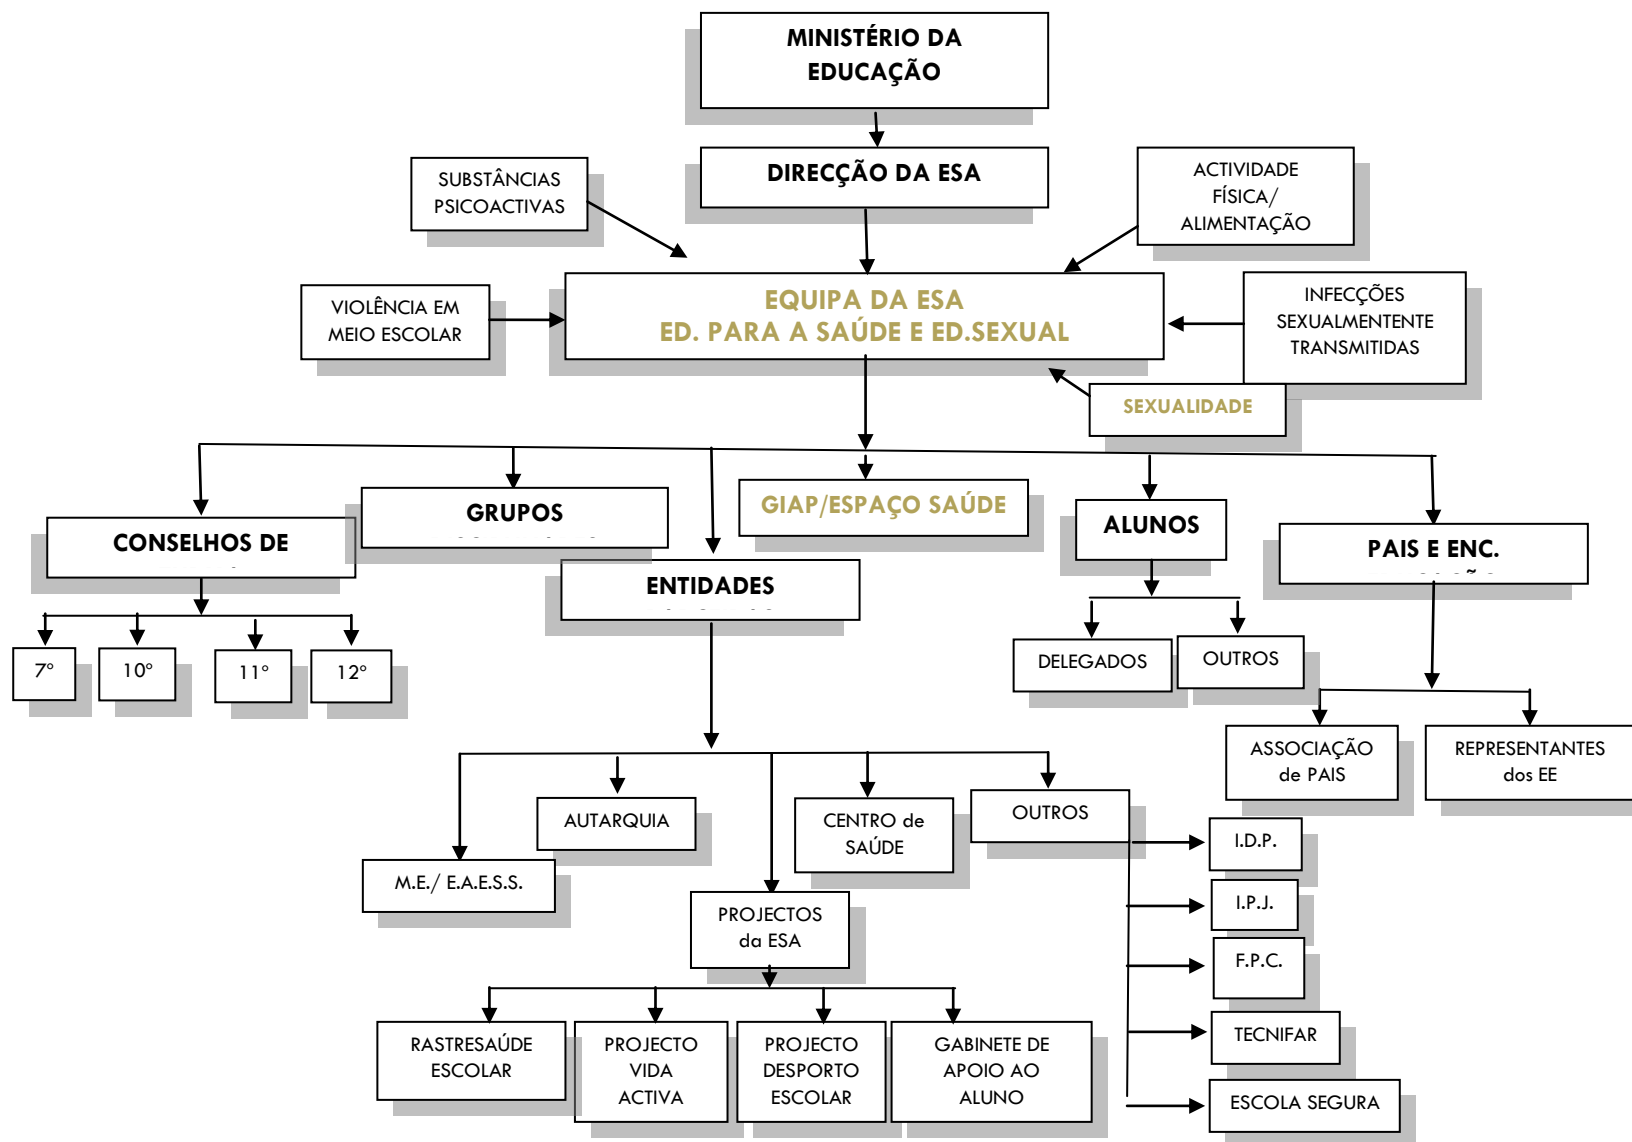 MINISTÉRIO DA
EDUCAÇÃO
DIRECÇÃO DA ESA
SUBSTÂNCIAS
PSICOACTIVAS
ACTIVIDADE
FÍSICA/
ALIMENTAÇÃO
VIOLÊNCIA EM
MEIO ESCOLAR
EQUIPA DA ESA
ED. PARA A SAÚDE E ED.SEXUAL
INFECÇÕES
SEXUALMENTENTE
TRANSMITIDAS
SEXUALIDADE
CONSELHOS DE
GRUPOS
ENTIDADES
GIAP/ESPAÇO SAÚDE
ALUNOS
PAIS E ENC.
7º
10º
11º
12º
DELEGADOS
OUTROS
ASSOCIAÇÃO
de PAIS
REPRESENTANTES
dos EE
M.E./ E.A.E.S.S.
AUTARQUIA
PROJECTOS
da ESA
CENTRO de
SAÚDE
OUTROS
I.D.P.
I.P.J.
F.P.C.
TECNIFAR
ESCOLA SEGURA
RASTRESAÚDE
ESCOLAR
PROJECTO
VIDA
ACTIVA
PROJECTO
DESPORTO
ESCOLAR
GABINETE DE
APOIO AO
ALUNO